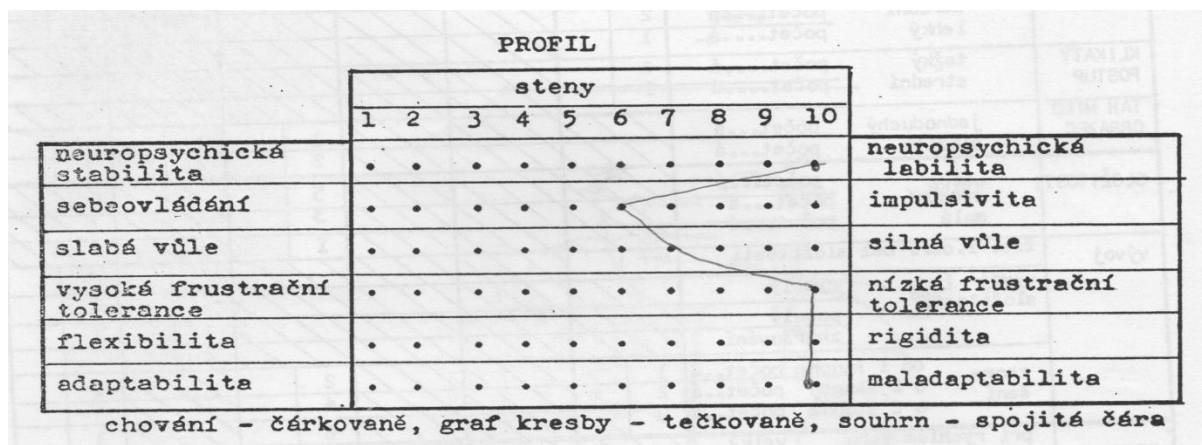 PROFIL
steny
1 2 3 4 5 6 7 8 9 10
neuropsychická stabilita neuropsychická labilita
sebeovládání impulsivita
slabá vůle silná vůle
vysoká frustrační tolerance nízká frustrační tolerance
flexibilita rigidita
adaptabilita maladaptabilita
chování - čárkovaně, graf kresby - tečkovaně, souhrn - spojitá čára